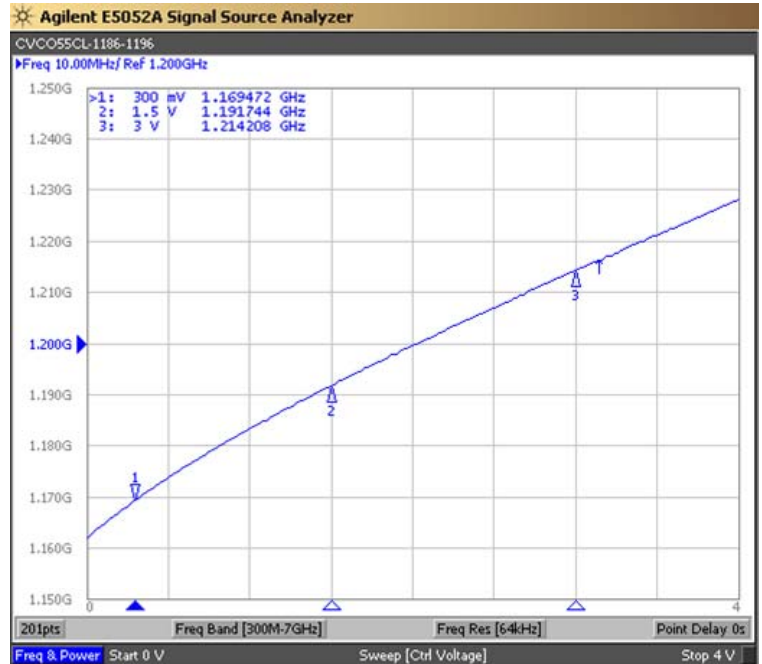 Agilent E5052A Signal Source Analyzer
CVCO55CL-1186-1196
▶Freq 10.00MHz/ Ref 1.200GHz
1.250G
>1: 300 mV 1.169472 GHz
2: 1.5 V 1.191744 GHz
3: 3 V 1.214208 GHz
1.240G
1.230G
1.220G
1.210G
3
1.200G
1.190G
2
1.180G
1
1.170G
1.160G
1.150G
0 4
201pts Freq Band [300M-7GHz] Freq Res [64kHz] Point Delay 0s
Freq & Power Start 0 V Sweep [Ctrl Voltage] Stop 4 V